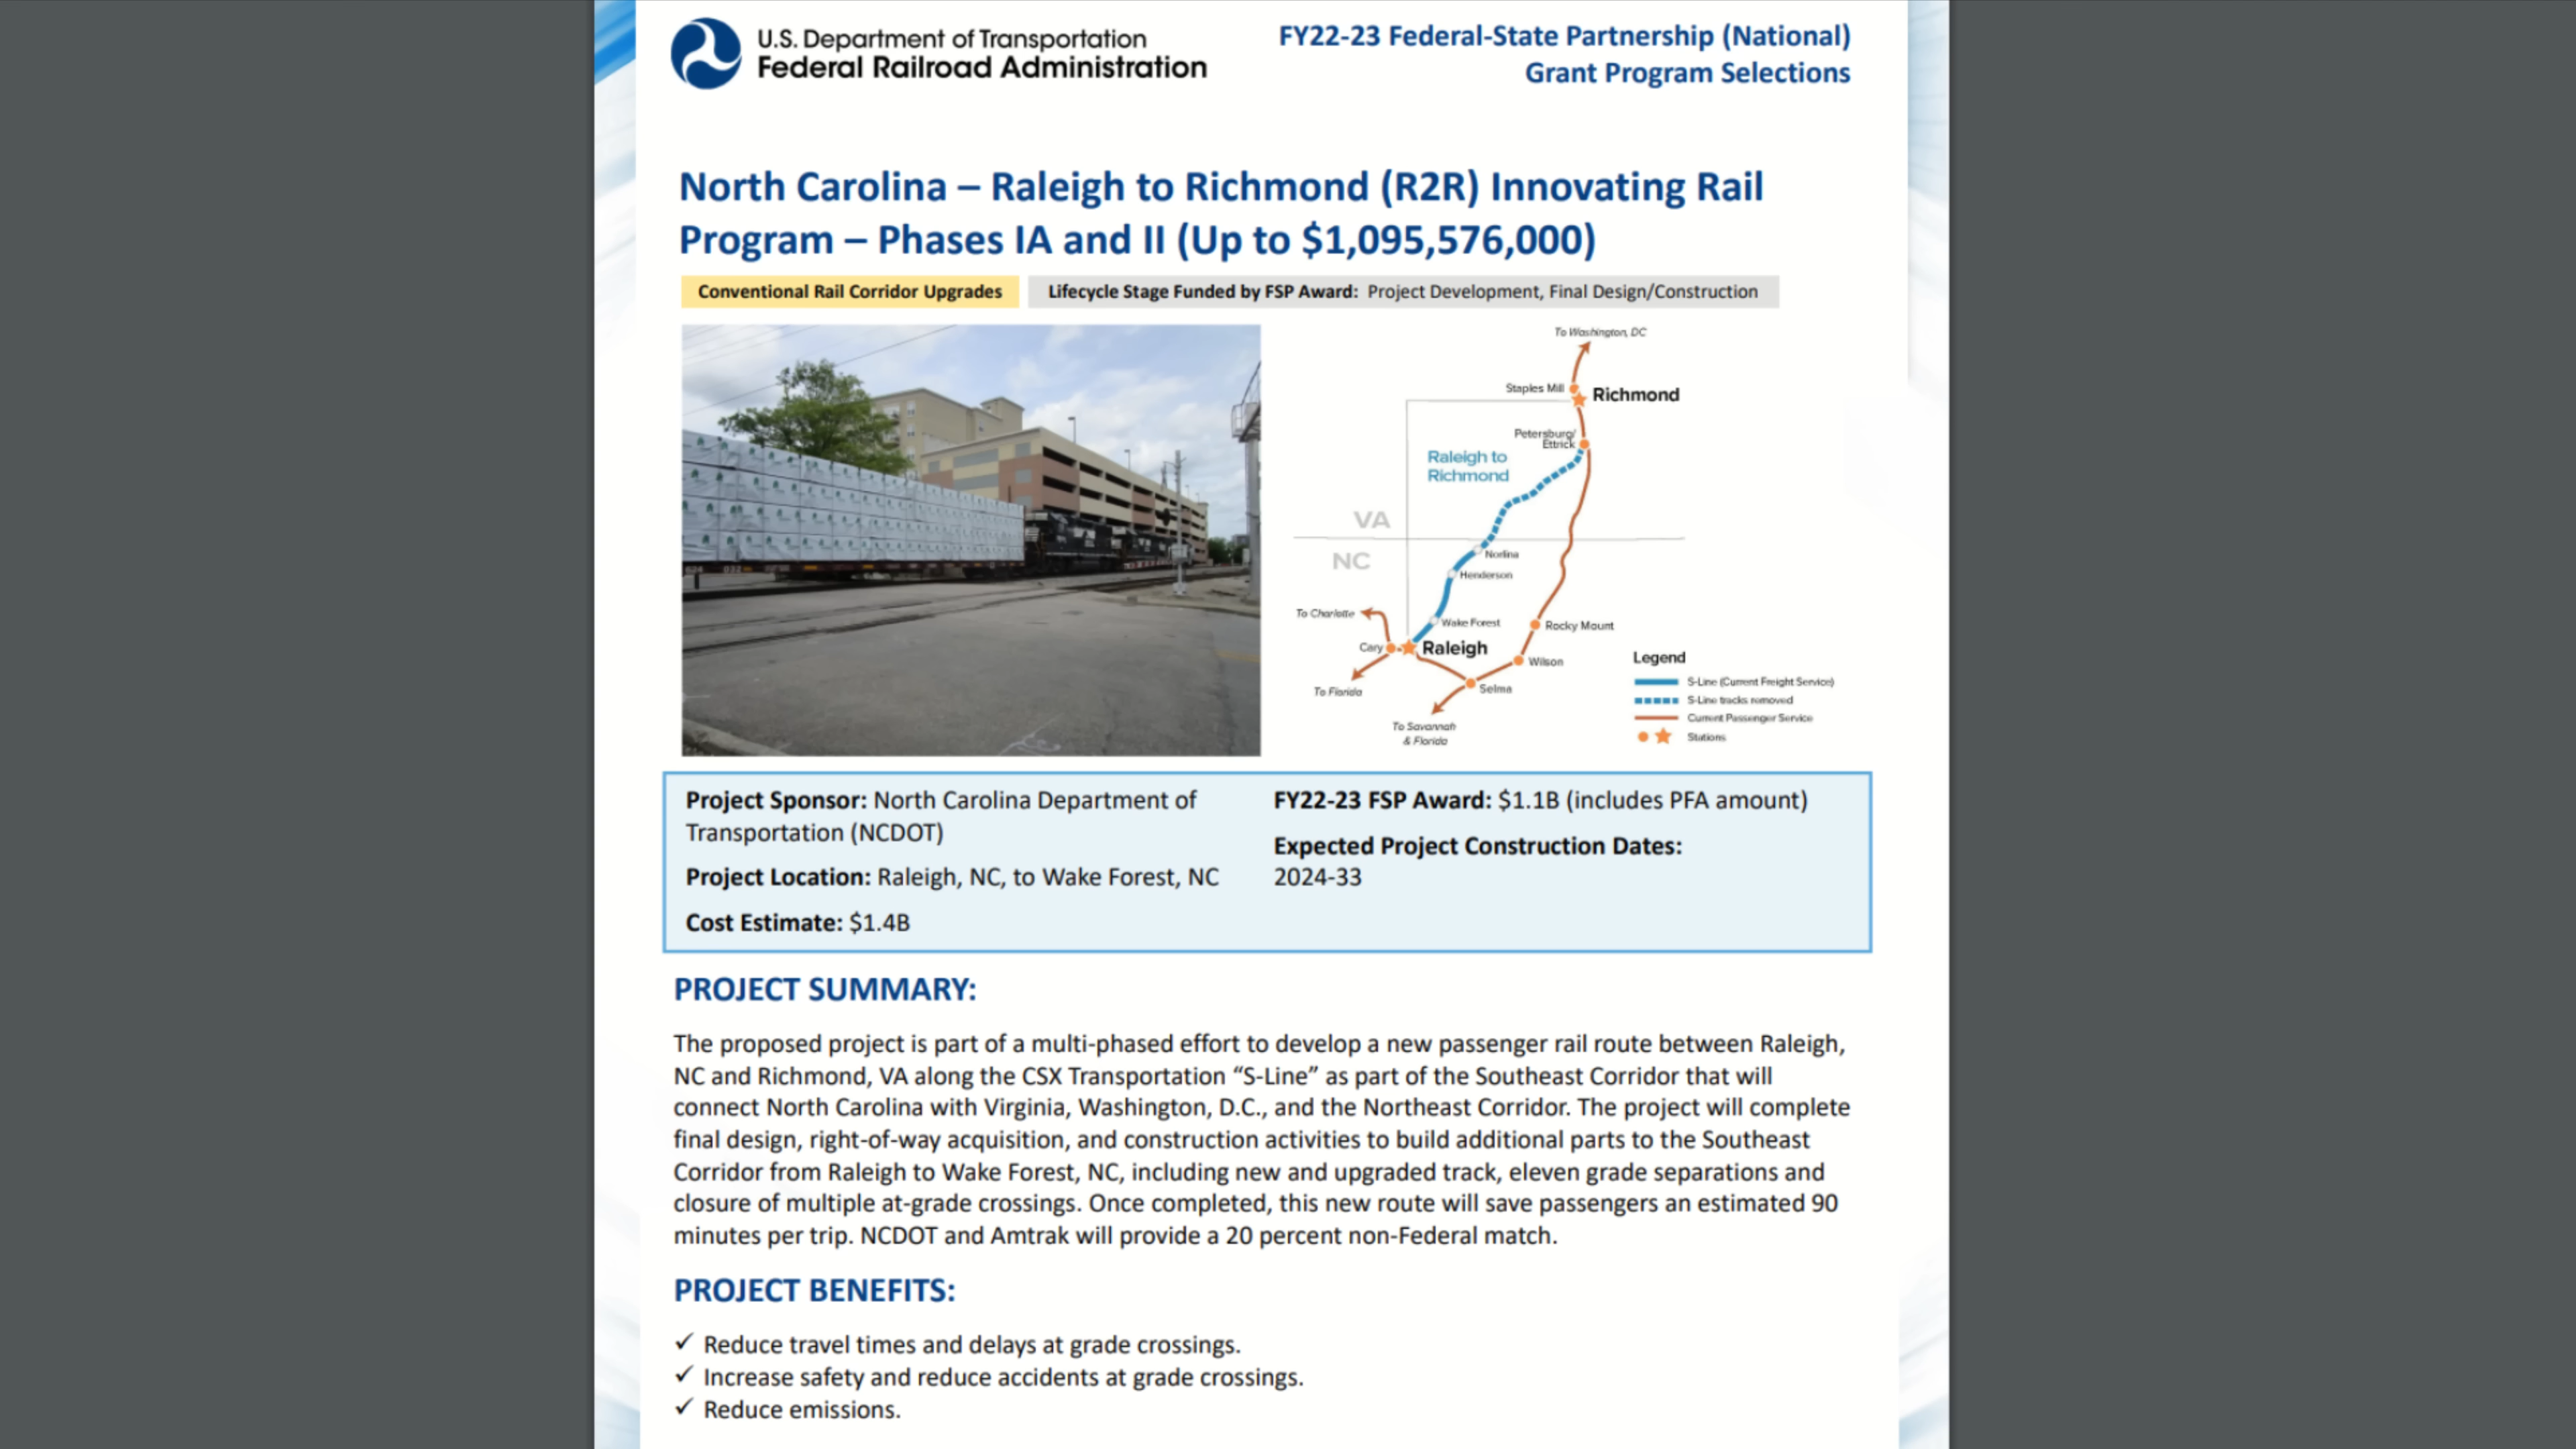 U.S. Department of Transportation
Federal Railroad Administration
FY22-23 Federal-State Partnership (National)
Grant Program Selections
North Carolina – Raleigh to Richmond (R2R) Innovating Rail
Program – Phases IA and II (Up to $1,095,576,000)
Conventional Rail Corridor Upgrades
Lifecycle Stage Funded by FSP Award: Project Development, Final Design/Construction
To Washington, DC
Staples Mill
Richmond
Petersburg/
Ettrick
Raleigh to
Richmond
VA
NC
Norlina
Henderson
To Charlotte
Wake Forest
Rocky Mount
Cary
Raleigh
Wilson
To Florida
Selma
To Savannah
& Florida
Legend
S-Line (Current Freight Service)
S-Line tracks removed
Current Passenger Service
Stations
Project Sponsor: North Carolina Department of
Transportation (NCDOT)
Project Location: Raleigh, NC, to Wake Forest, NC
Cost Estimate: $1.4B
FY22-23 FSP Award: $1.1B (includes PFA amount)
Expected Project Construction Dates:
2024-33
PROJECT SUMMARY:
The proposed project is part of a multi-phased effort to develop a new passenger rail route between Raleigh,
NC and Richmond, VA along the CSX Transportation “S-Line” as part of the Southeast Corridor that will
connect North Carolina with Virginia, Washington, D.C., and the Northeast Corridor. The project will complete
final design, right-of-way acquisition, and construction activities to build additional parts to the Southeast
Corridor from Raleigh to Wake Forest, NC, including new and upgraded track, eleven grade separations and
closure of multiple at-grade crossings. Once completed, this new route will save passengers an estimated 90
minutes per trip. NCDOT and Amtrak will provide a 20 percent non-Federal match.
PROJECT BENEFITS:
✓ Reduce travel times and delays at grade crossings.
✓ Increase safety and reduce accidents at grade crossings.
✓ Reduce emissions.